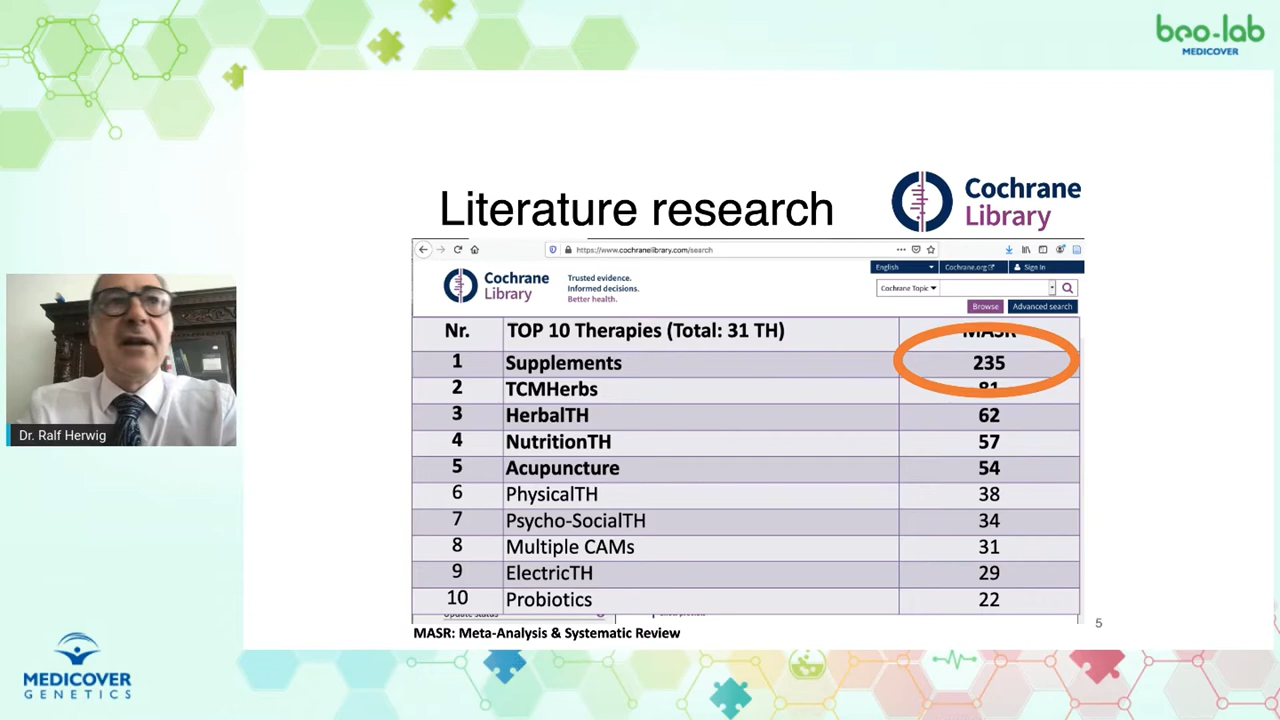 beo-lab
MEDICOVER
Literature research
Cochrane
Library
https://www.cochranelibrary.com/search
Cochrane
Library
Trusted evidence.
Informed decisions.
Better health.
English
Cochrane.org
Sign In
Cochrane Topic
Browse
Advanced search
Nr. TOP 10 Therapies (Total: 31 TH) MASR
1 Supplements 235
2 TCMHerbs 81
3 HerbalTH 62
4 NutritionTH 57
5 Acupuncture 54
6 PhysicalTH 38
7 Psycho-SocialTH 34
8 Multiple CAMs 31
9 ElectricTH 29
10 Probiotics 22
MASR: Meta-Analysis & Systematic Review
5
Dr. Ralf Herwig
MEDICOVER
GENETICS